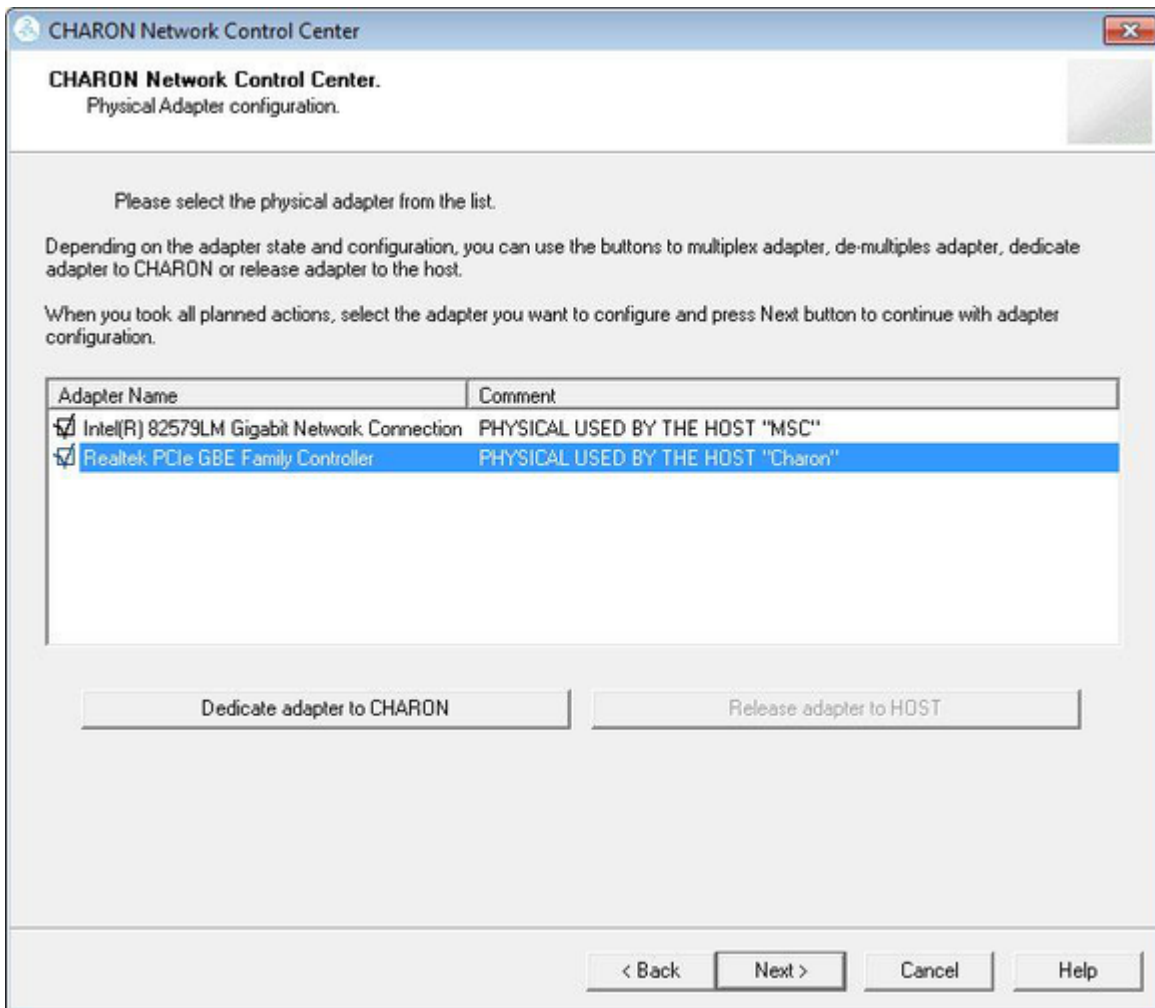 CHARON Network Control Center
CHARON Network Control Center.
Physical Adapter configuration.
Please select the physical adapter from the list.
Depending on the adapter state and configuration, you can use the buttons to multiplex adapter, de-multiples adapter, dedicate
adapter to CHARON or release adapter to the host.
When you took all planned actions, select the adapter you want to configure and press Next button to continue with adapter
configuration.
Adapter Name Comment
Intel(R) 82579LM Gigabit Network Connection PHYSICAL USED BY THE HOST "MSC"
Realtek PCIe GBE Family Controller PHYSICAL USED BY THE HOST "Charon"
Dedicate adapter to CHARON Release adapter to HOST
< Back Next > Cancel Help